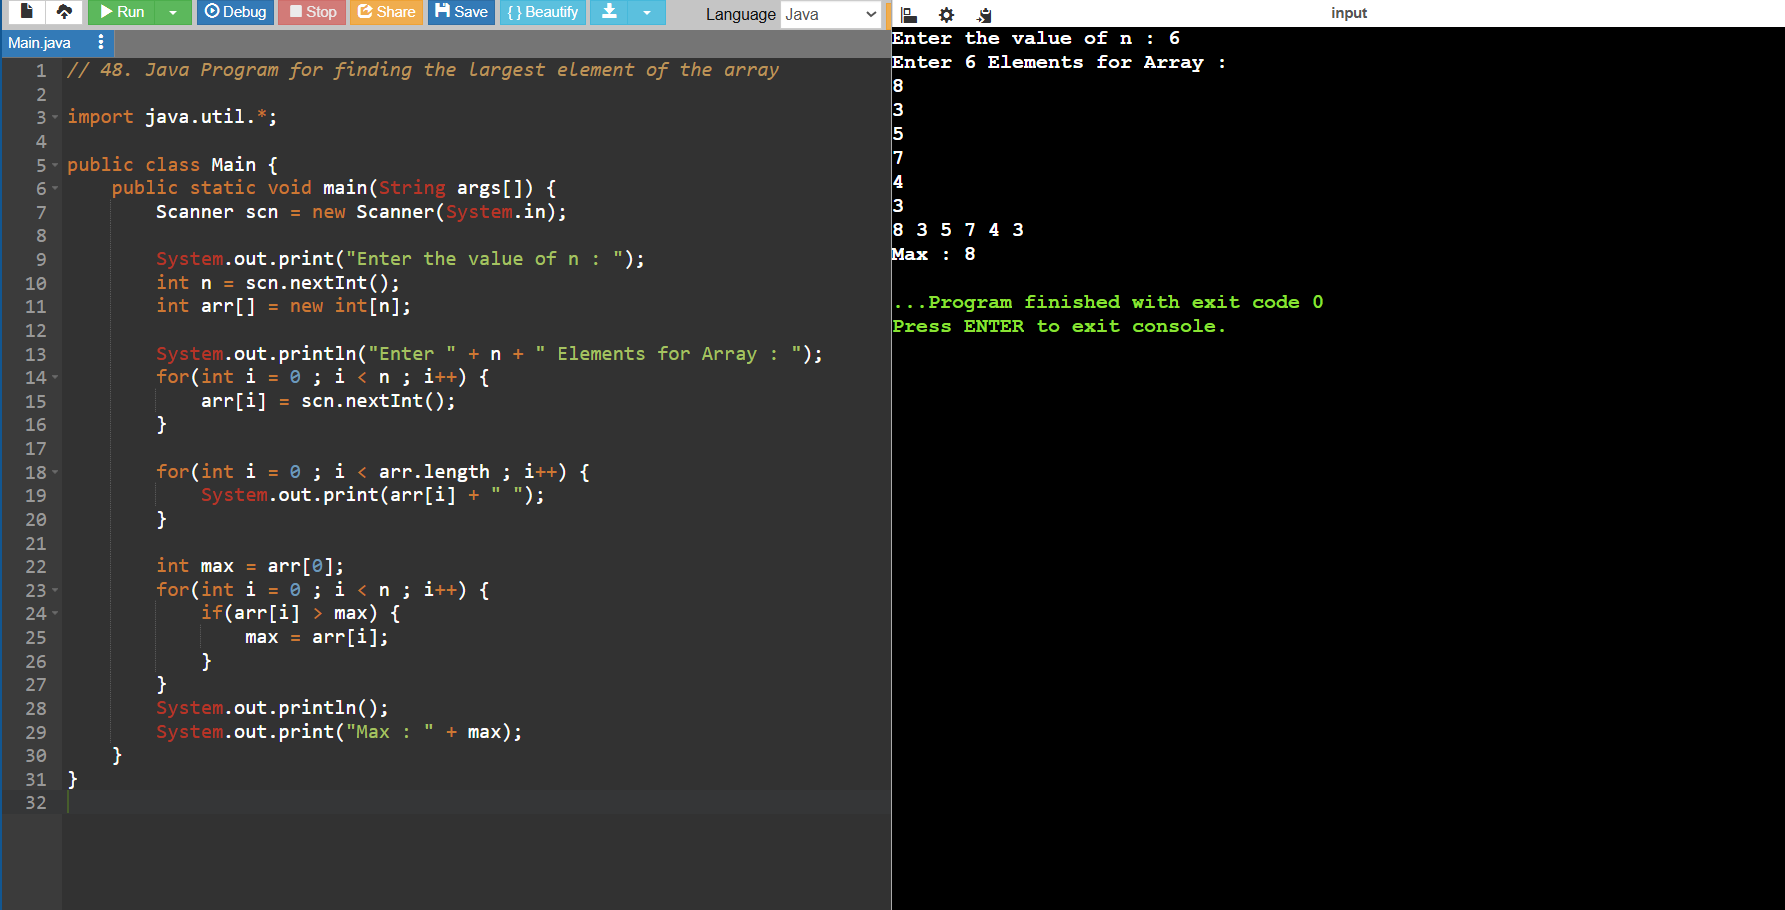 Run Debug Stop Share Save { } Beautify Language Java
Main.java
1 // 48. Java Program for finding the largest element of the array
2
3 import java.util.*;
4
5 public class Main {
6     public static void main(String args[]) {
7         Scanner scn = new Scanner(System.in);
8
9         System.out.print("Enter the value of n : ");
10         int n = scn.nextInt();
11         int arr[] = new int[n];
12
13         System.out.println("Enter " + n + " Elements for Array : ");
14         for(int i = 0 ; i < n ; i++) {
15             arr[i] = scn.nextInt();
16         }
17
18         for(int i = 0 ; i < arr.length ; i++) {
19             System.out.print(arr[i] + " ");
20         }
21
22         int max = arr[0];
23         for(int i = 0 ; i < n ; i++) {
24             if(arr[i] > max) {
25                 max = arr[i];
26             }
27         }
28         System.out.println();
29         System.out.print("Max : " + max);
30     }
31 }
32
input
Enter the value of n : 6
Enter 6 Elements for Array :
8
3
5
7
4
3
8 3 5 7 4 3
Max : 8
...Program finished with exit code 0
Press ENTER to exit console.